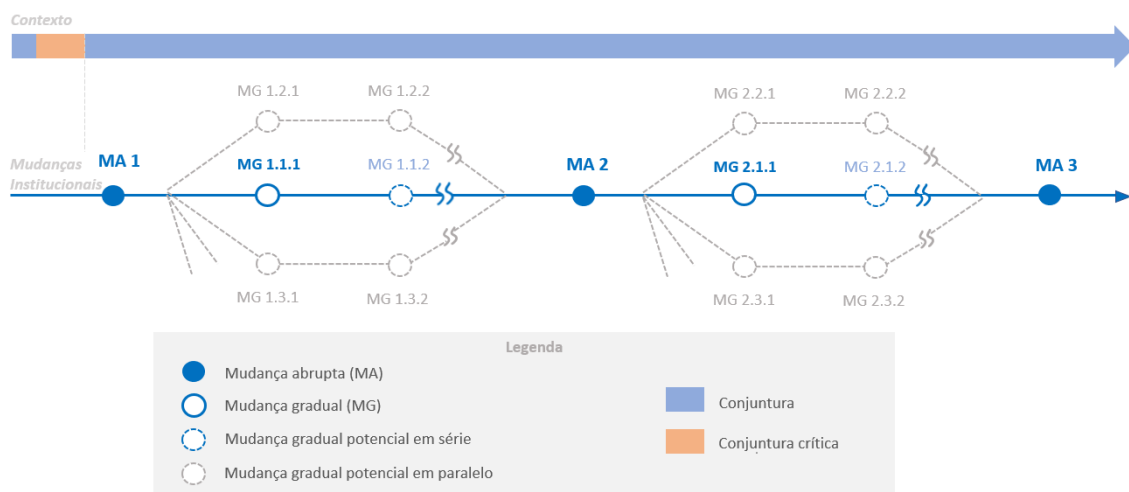 Contexto
MG 1.2.1
MG 1.2.2
MG 2.2.1
MG 2.2.2
Mudanças
Institucionais
MA 1
MG 1.1.1
MG 1.1.2
MA 2
MG 2.1.1
MG 2.1.2
MA 3
MG 1.3.1
MG 1.3.2
MG 2.3.1
MG 2.3.2
Legenda
Mudança abrupta (MA)
Mudança gradual (MG)
Mudança gradual potencial em série
Mudança gradual potencial em paralelo
Conjuntura
Conjuntura crítica